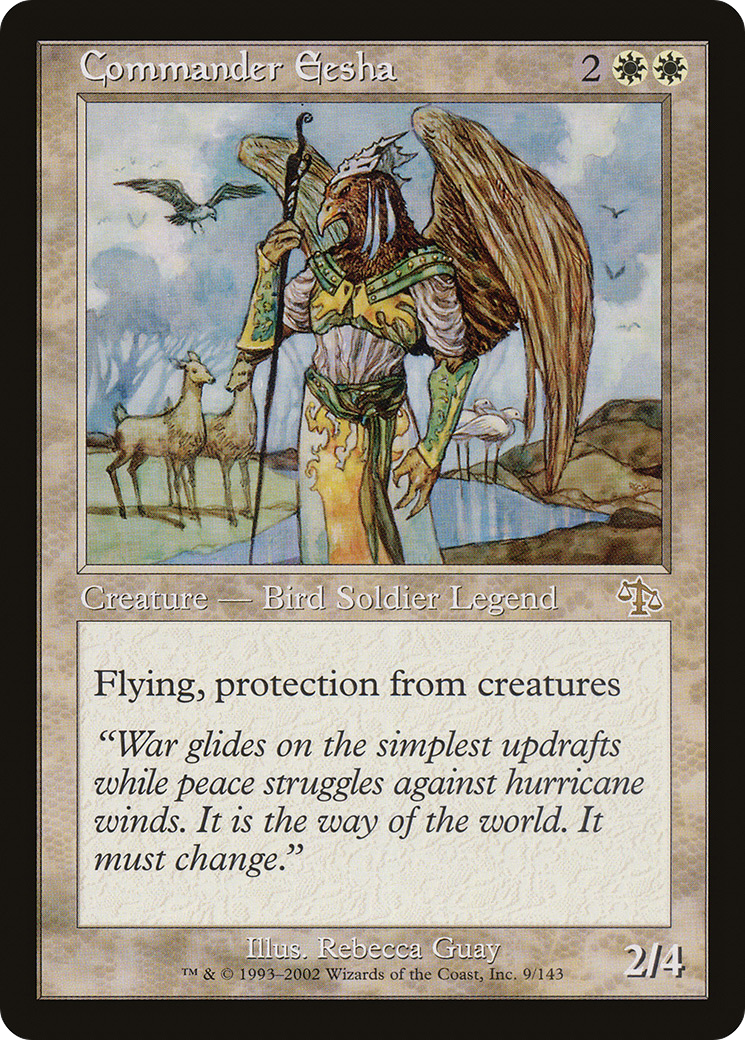 Commander Eesha 2
Creature — Bird Soldier Legend
Flying, protection from creatures
“War glides on the simplest updrafts
while peace struggles against hurricane
winds. It is the way of the world. It
must change.”
Illus. Rebecca Guay
™ & © 1993–2002 Wizards of the Coast, Inc. 9/143
2/4